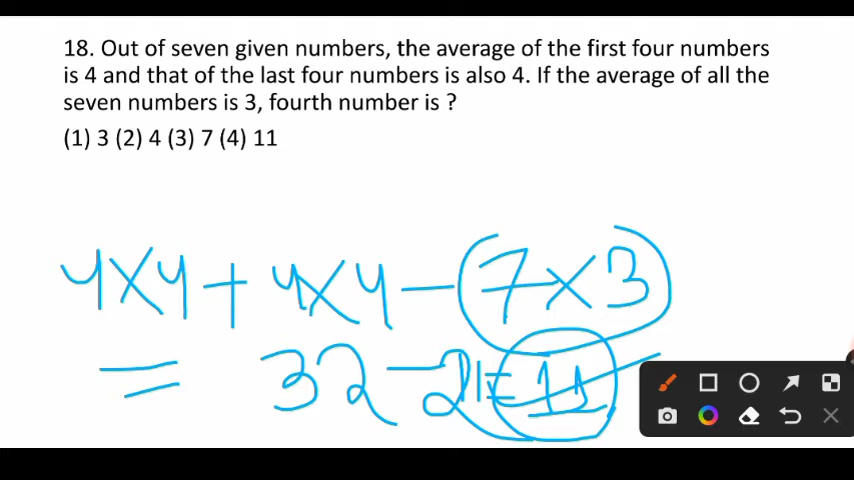 18. Out of seven given numbers, the average of the first four numbers
is 4 and that of the last four numbers is also 4. If the average of all the
seven numbers is 3, fourth number is ?
(1) 3 (2) 4 (3) 7 (4) 11
4×4+4×4-(7×3)
= 32-21=11